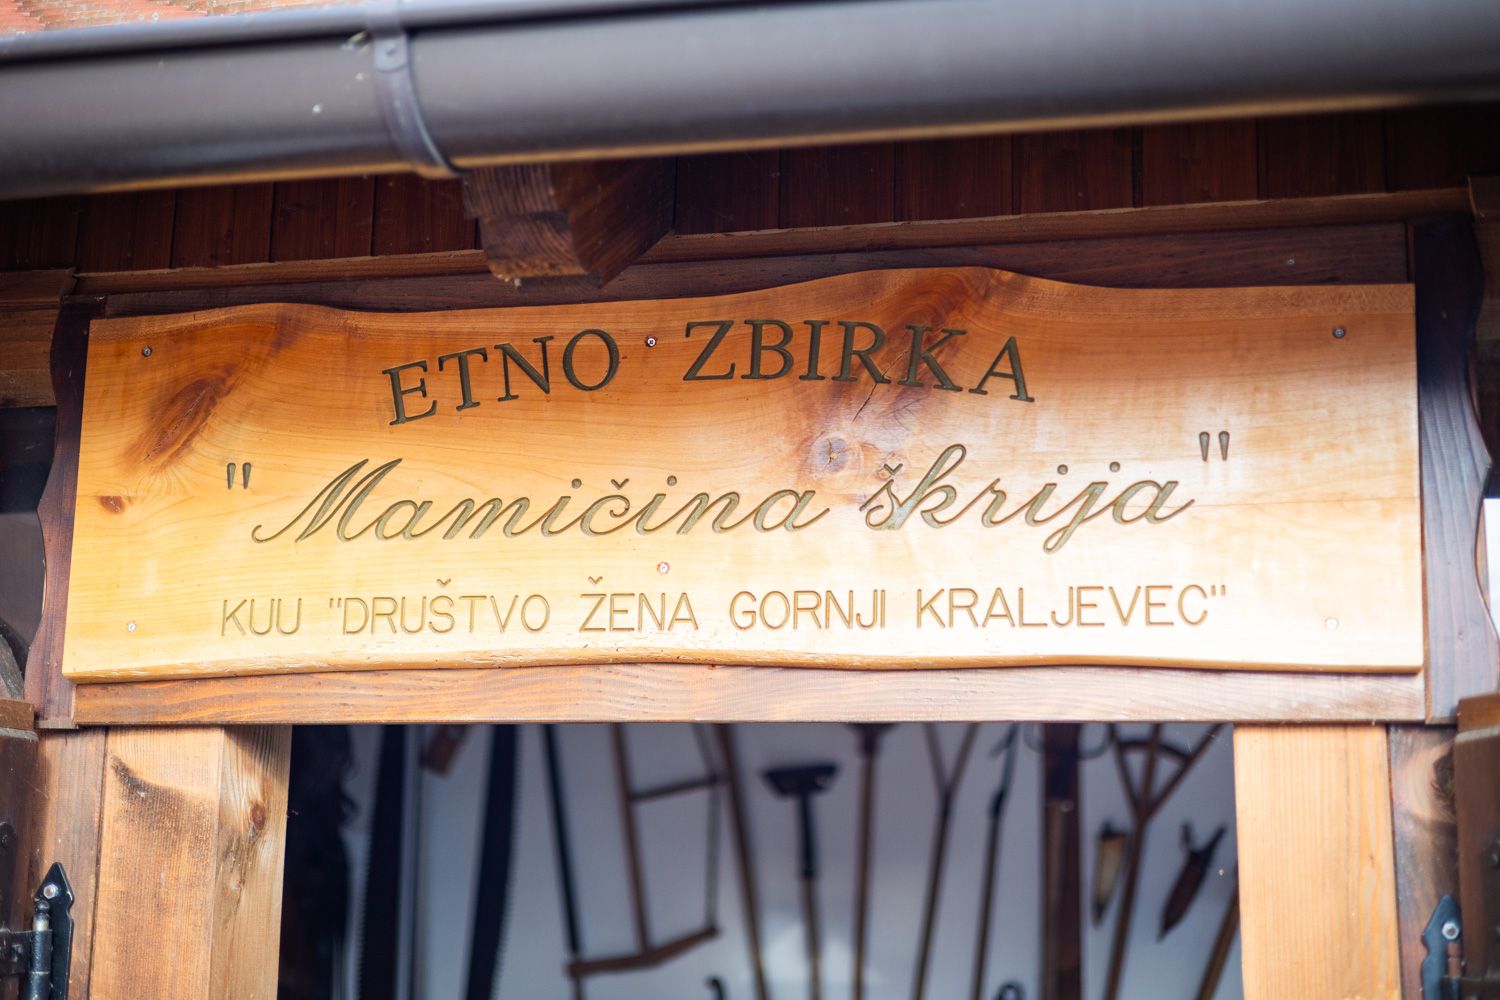 ETNO ZBIRKA
"Mamičina škrija"
KUU "DRUŠTVO ŽENA GORNJI KRALJEVEC"